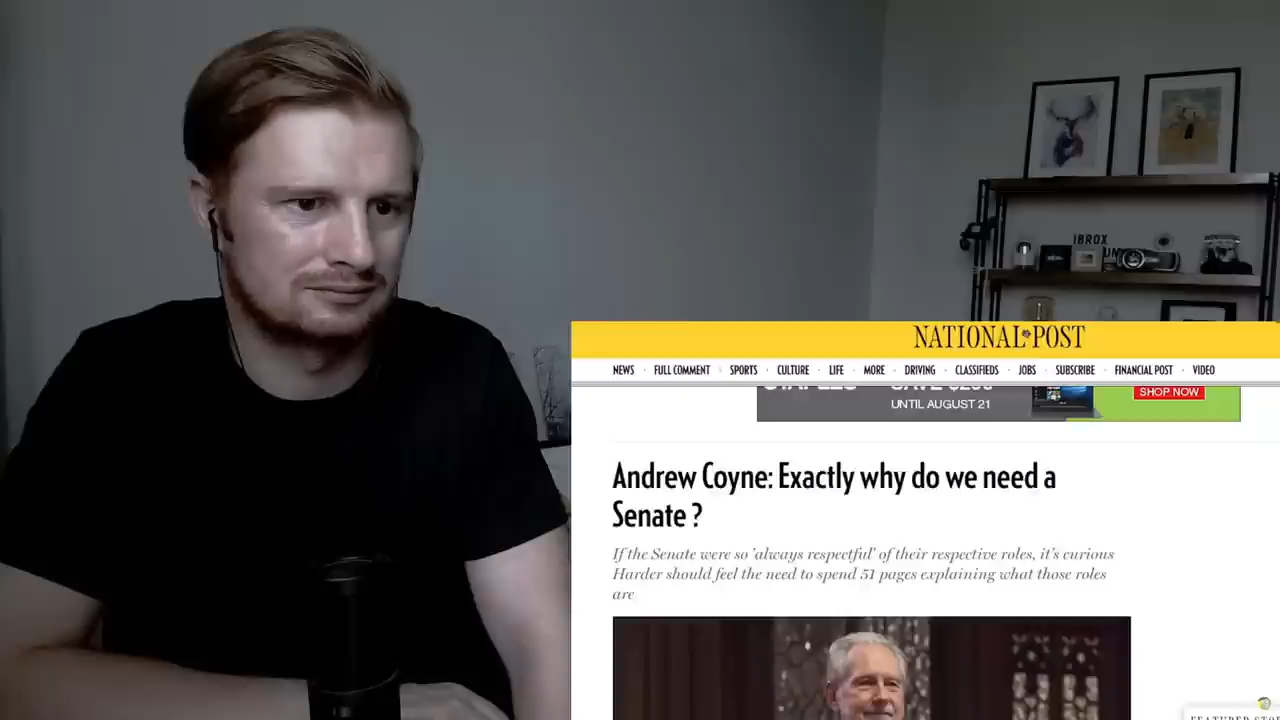 IBROX
NATIONAL POST
NEWS · FULL COMMENT · SPORTS · CULTURE · LIFE · MORE · DRIVING · CLASSIFIEDS · JOBS · SUBSCRIBE · FINANCIAL POST · VIDEO
UNTIL AUGUST 21
SHOP NOW
Andrew Coyne: Exactly why do we need a
Senate ?
If the Senate were so 'always respectful' of their respective roles, it's curious
Harder should feel the need to spend 51 pages explaining what those roles
are